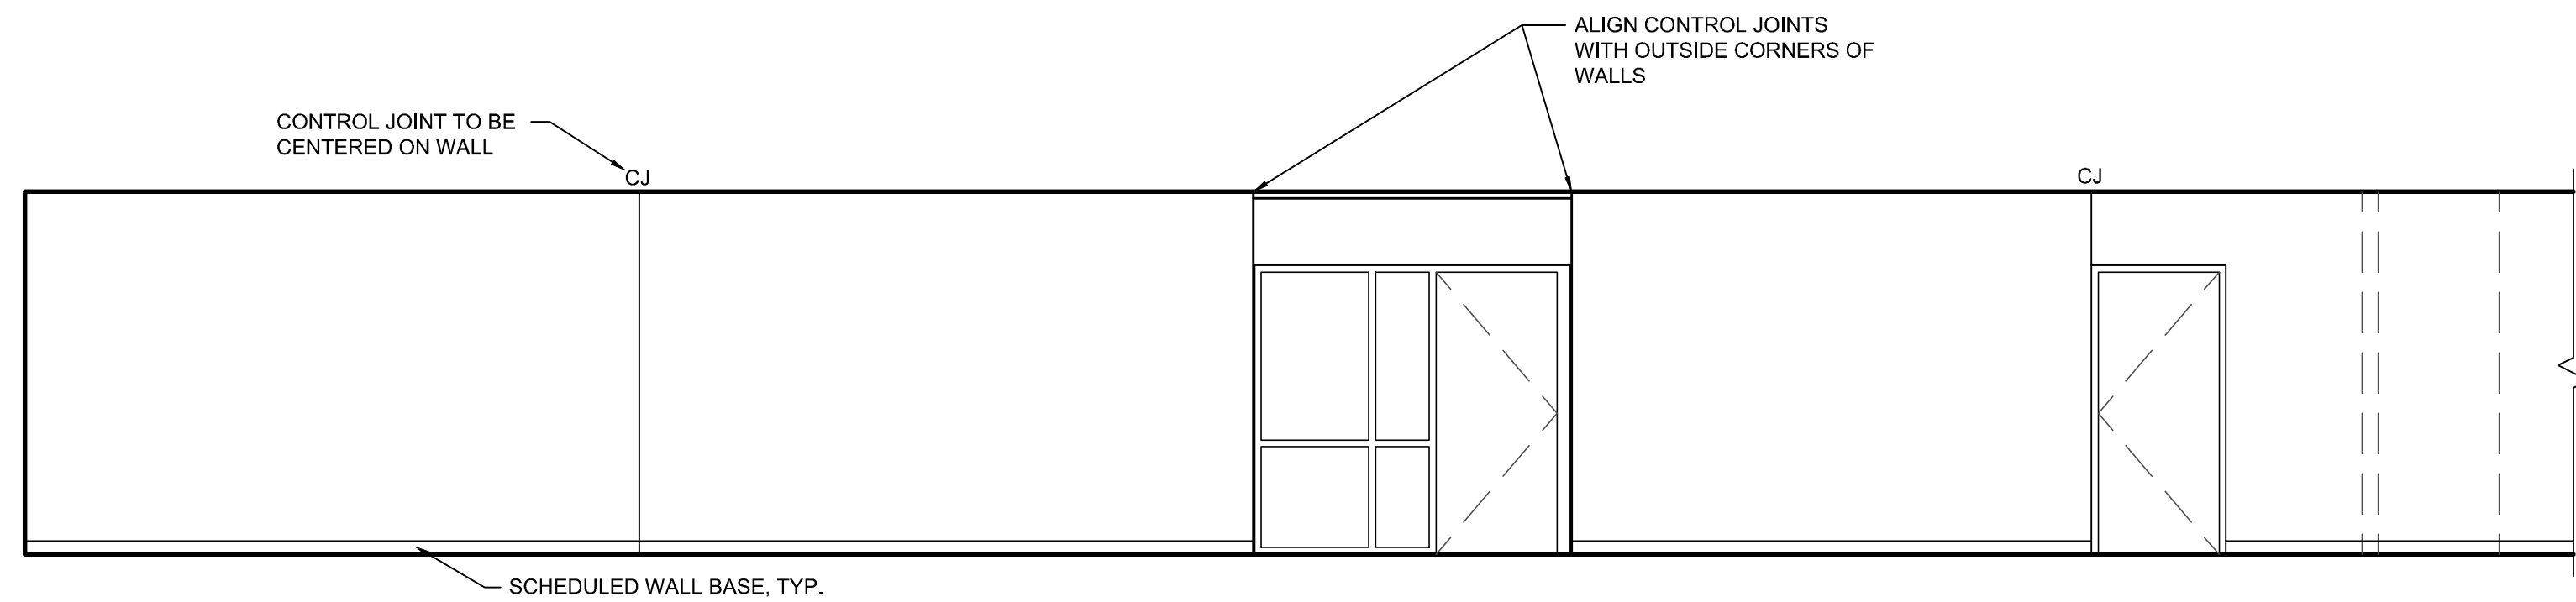 ALIGN CONTROL JOINTS
WITH OUTSIDE CORNERS OF
WALLS
CONTROL JOINT TO BE
CENTERED ON WALL
CJ
CJ
SCHEDULED WALL BASE, TYP.